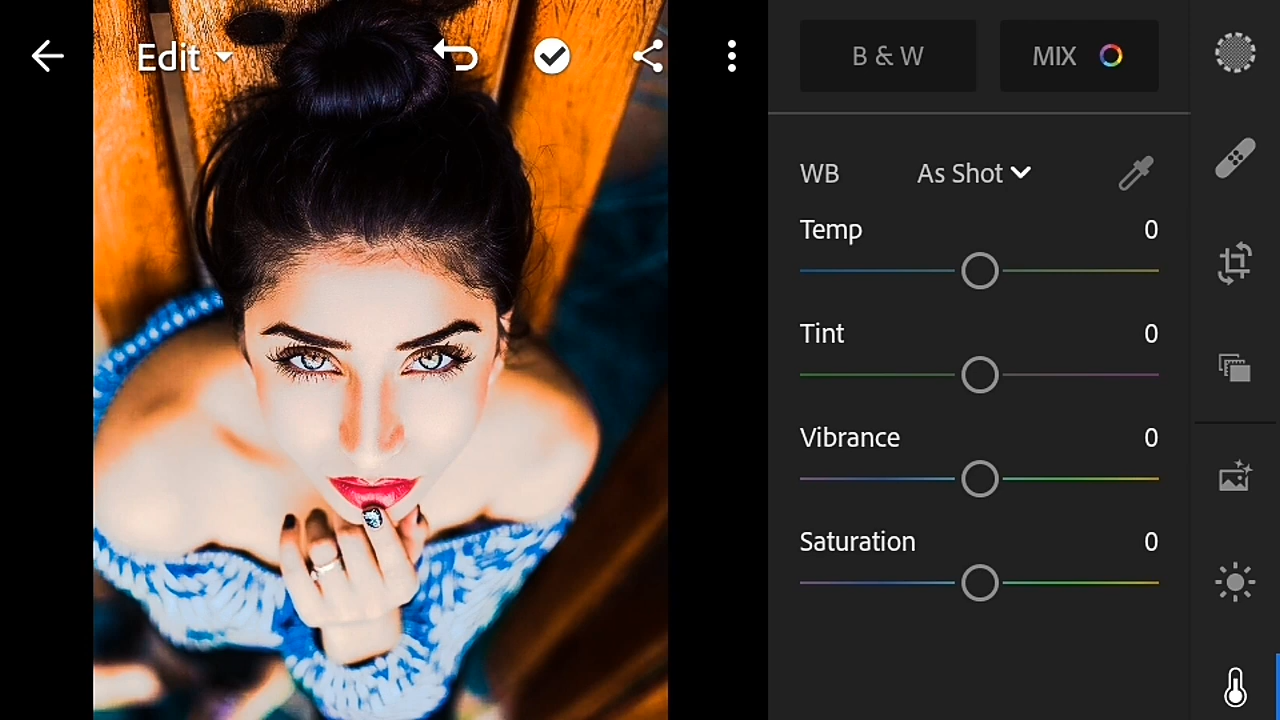 Edit
B & W
MIX
WB As Shot
Temp 0
Tint 0
Vibrance 0
Saturation 0